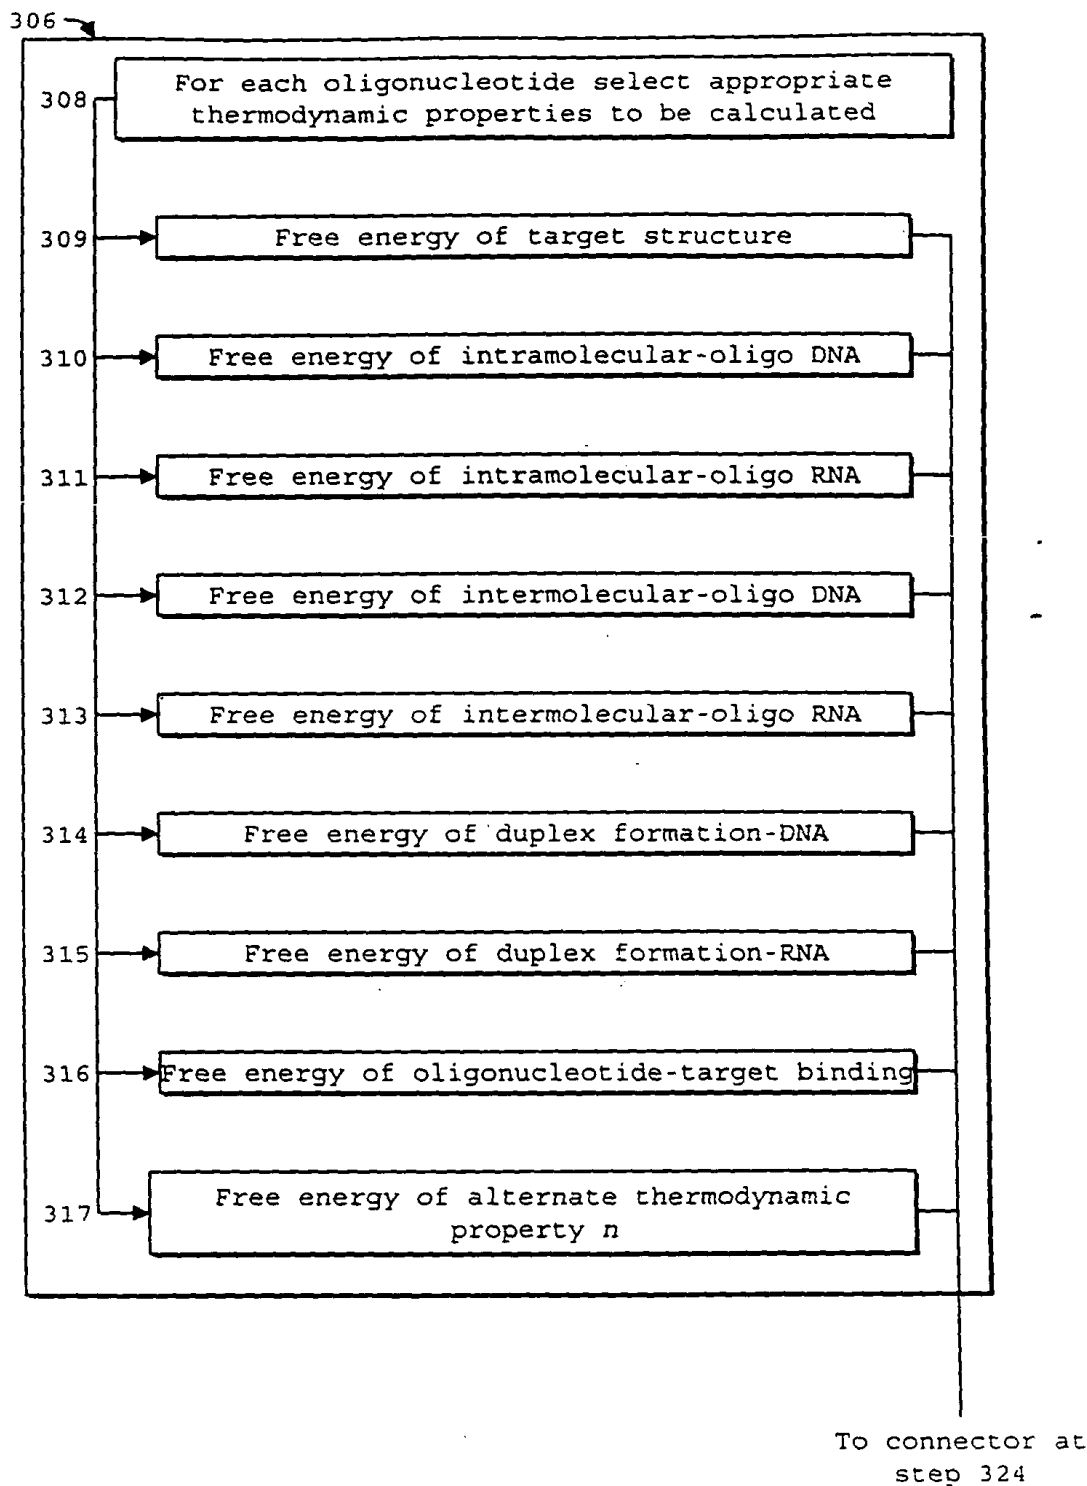 306
For each oligonucleotide select appropriate
308
thermodynamic properties to be calculated
309 Free energy of target structure
310 Free energy of intramolecular-oligo DNA
311 Free energy of intramolecular-oligo RNA
312 Free energy of intermolecular-oligo DNA
313 Free energy of intermolecular-oligo RNA
314 Free energy of duplex formation-DNA
315 Free energy of duplex formation-RNA
316 Free energy of oligonucleotide-target binding
317 Free energy of alternate thermodynamic
property n
To connector at
step 324